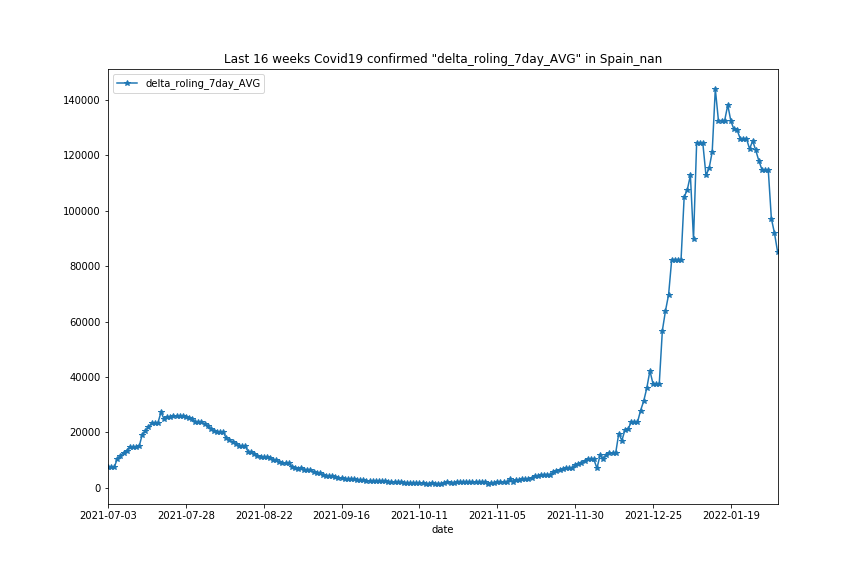 Last 16 weeks Covid19 confirmed "delta_roling_7day_AVG" in Spain_nan
delta_roling_7day_AVG
140000
120000
100000
80000
60000
40000
20000
0
2021-07-03 2021-07-28 2021-08-22 2021-09-16 2021-10-11 2021-11-05 2021-11-30 2021-12-25 2022-01-19
date